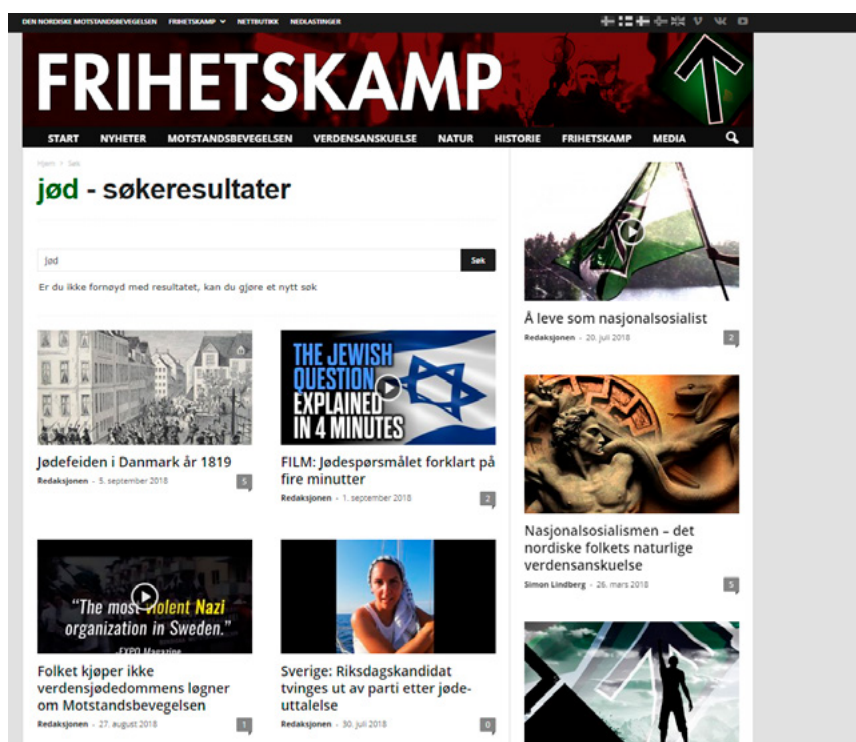 DEN NORDISKE MOTSTANDSBEVEGELSEN FRIHETSKAMP NETTBUTIKK NEDLASTINGER
FRIHETSKAMP
START NYHETER MOTSTANDSBEVEGELSEN VERDENSANSKUELSE NATUR HISTORIE FRIHETSKAMP MEDIA
Hjem > Søk
jød - søkeresultater
jød
Søk
Er du ikke fornøyd med resultatet, kan du gjøre et nytt søk
Jødefeiden i Danmark år 1819
Redaksjonen - 5. september 2018 5
THE JEWISH
QUESTION
EXPLAINED
IN 4 MINUTES
FILM: Jødespørsmålet forklart på
fire minutter
Redaksjonen - 1. september 2018 2
"The most violent Nazi
organization in Sweden."
-EXPO Magazine
Folket kjøper ikke
verdensjødedommens løgner
om Motstandsbevegelsen
Redaksjonen - 27. august 2018 1
Sverige: Riksdagskandidat
tvinges ut av parti etter jøde-
uttalelse
Redaksjonen - 30. juli 2018 0
Å leve som nasjonalsosialist
Redaksjonen - 20. juli 2018 2
Nasjonalsosialismen – det
nordiske folkets naturlige
verdensanskuelse
Simon Lindberg - 26. mars 2018 5